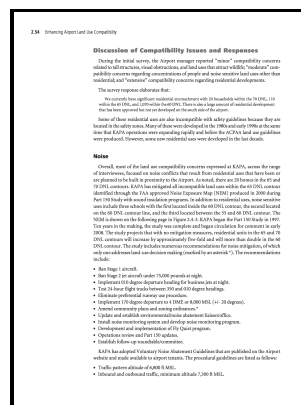 2.54 Enhancing Airport Land Use Compatibility
Discussion of Compatibility Issues and Responses
During the initial survey, the Airport manager reported "minor" compatibility concerns
related to tall structures, visual obstructions, and land uses that attract wildlife; "moderate" com-
patibility concerns regarding concentrations of people and noise sensitive land uses other than
residential; and "extensive" compatibility concerns regarding residential developments.
The survey response elaborates that:
We currently have significant residential encroachment with 20 households within the 70 DNL, 110
within the 65 DNL, and 1,000 within the 60 DNL. There is also a large amount of residential development
that has been approved but not yet developed on the south side of the airport.
Some of these residential uses are also incompatible with safety guidelines because they are
located in the safety zones. Many of these were developed in the 1980s and early 1990s at the same
time that KAPA operations were expanding rapidly and before the ACPAA land use guidelines
were produced. However, some new residential uses were developed in the last decade.
Noise
Overall, most of the land use compatibility concerns expressed at KAPA, across the range
of interviewees, focused on noise conflicts that result from residential uses that have been or
are planned to be built in proximity to the Airport. As noted, there are 20 homes in the 65 and
70 DNL contours. KAPA has mitigated all incompatible land uses within the 65 DNL contour
identified through the FAA approved Noise Exposure Map (NEM) produced in 2000 during
Part 150 Study with sound insulation programs. In addition to residential uses, noise sensitive
uses include three schools with the first located inside the 60 DNL contour, the second located
on the 60 DNL contour line, and the third located between the 55 and 60 DNL contour. The
NEM is shown on the following page in Figure 2.4-3. KAPA began the Part 150 Study in 1997.
Ten years in the making, the study was complete and began circulation for comment in early
2008. The study projects that with no mitigation measures, residential units in the 65 and 70
DNL contours will increase by approximately five-fold and will more than double in the 60
DNL contour. The study includes numerous recommendations for noise mitigation, of which
only one addresses land use decision making (marked by an asterisk *). The recommendations
include:
• Ban Stage 1 aircraft.
• Ban Stage 2 jet aircraft under 75,000 pounds at night.
• Implement 010 degree departure heading for business jet at night.
• Test 24-hour flight tracks between 350 and 010 degree headings.
• Eliminate preferential runway use procedure.
• Implement 170 degree departure to 4 DME or 8,000 MSL (+/- 20 degrees).
• Amend community plans and zoning ordinances.*
• Update and establish environmental/noise abatement liaison/office.
• Install noise monitoring system and develop noise monitoring program.
• Development and implementation of Fly Quiet program.
• Operations review and Part 150 updates.
• Establish follow-up roundtable/committee.
KAPA has adopted Voluntary Noise Abatement Guidelines that are published on the Airport
website and made available to airport tenants. The procedural guidelines are listed as follows:
• Traffic pattern altitude of 6,800 ft MSL.
• Inbound and outbound traffic, minimum altitude 7,300 ft MSL.